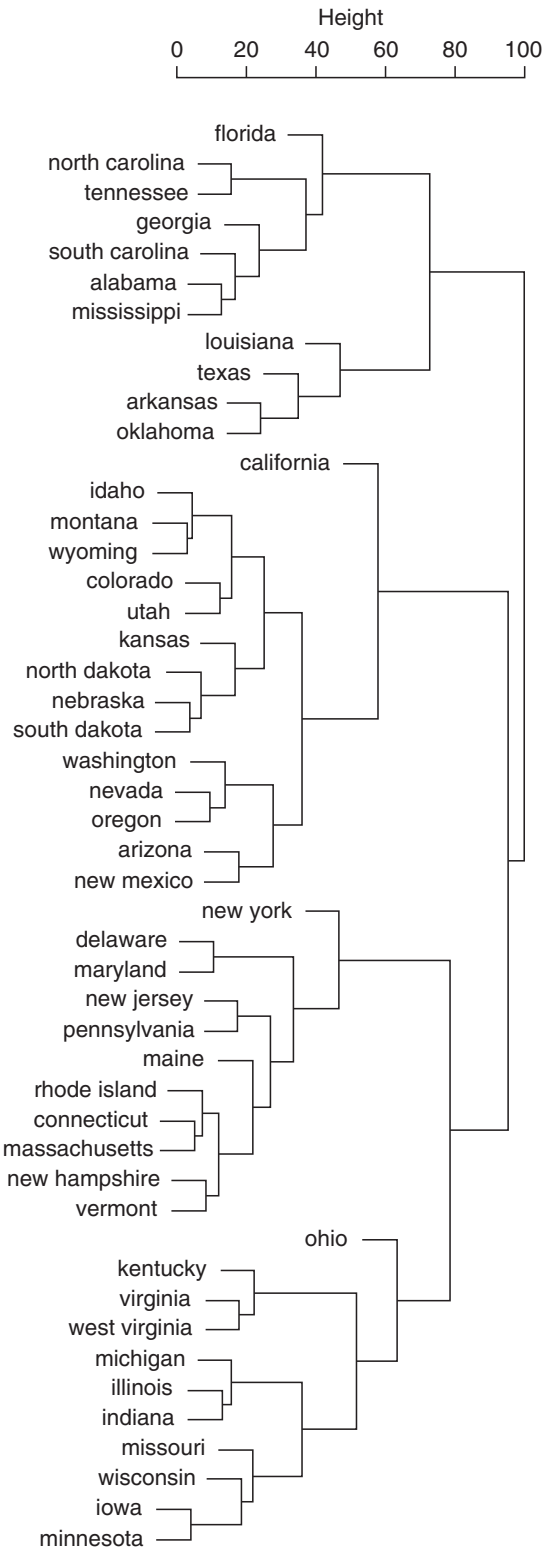 Height
0 20 40 60 80 100
florida
north carolina
tennessee
georgia
south carolina
alabama
mississippi
louisiana
texas
arkansas
oklahoma
california
idaho
montana
wyoming
colorado
utah
kansas
north dakota
nebraska
south dakota
washington
nevada
oregon
arizona
new mexico
new york
delaware
maryland
new jersey
pennsylvania
maine
rhode island
connecticut
massachusetts
new hampshire
vermont
ohio
kentucky
virginia
west virginia
michigan
illinois
indiana
missouri
wisconsin
iowa
minnesota